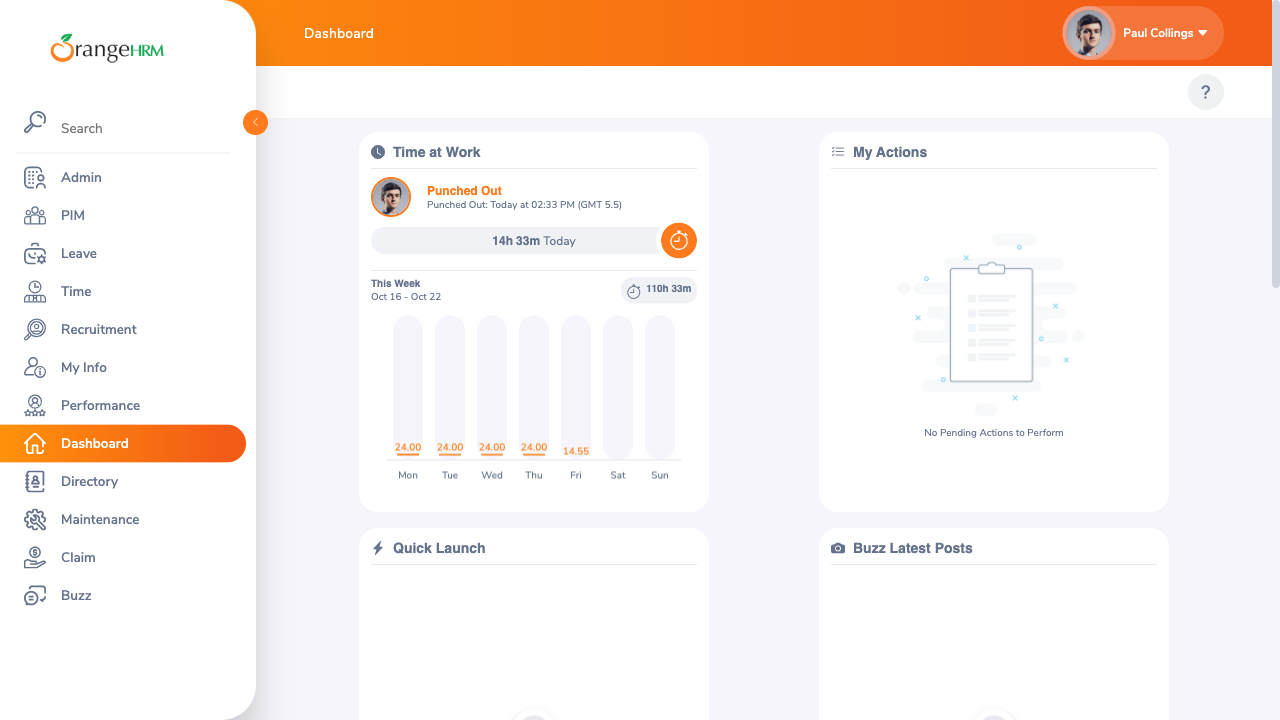 OrangeHRM
Search
Admin
PIM
Leave
Time
Recruitment
My Info
Performance
Dashboard
Directory
Maintenance
Claim
Buzz
Dashboard
Paul Collings
?
Time at Work
Punched Out
Punched Out: Today at 02:33 PM (GMT 5.5)
14h 33m Today
This Week
Oct 16 - Oct 22
110h 33m
24.00 24.00 24.00 24.00 14.55
Mon Tue Wed Thu Fri Sat Sun
My Actions
No Pending Actions to Perform
Quick Launch
Buzz Latest Posts